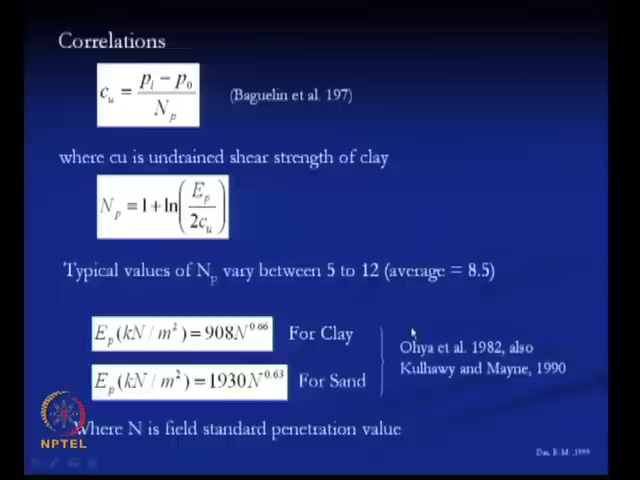 Correlations
c_u = (p_l − p_0) / N_p (Baguelin et al. 197)
where cu is undrained shear strength of clay
N_p = 1 + ln(E_p / 2c_u)
Typical values of N_p vary between 5 to 12 (average = 8.5)
E_p (kN / m²) = 908N^0.66 For Clay
Ohya et al. 1982, also
E_p (kN / m²) = 1930N^0.63 For Sand
Kulhawy and Mayne, 1990
Where N is field standard penetration value
NPTEL
Das, B. M. ,1999